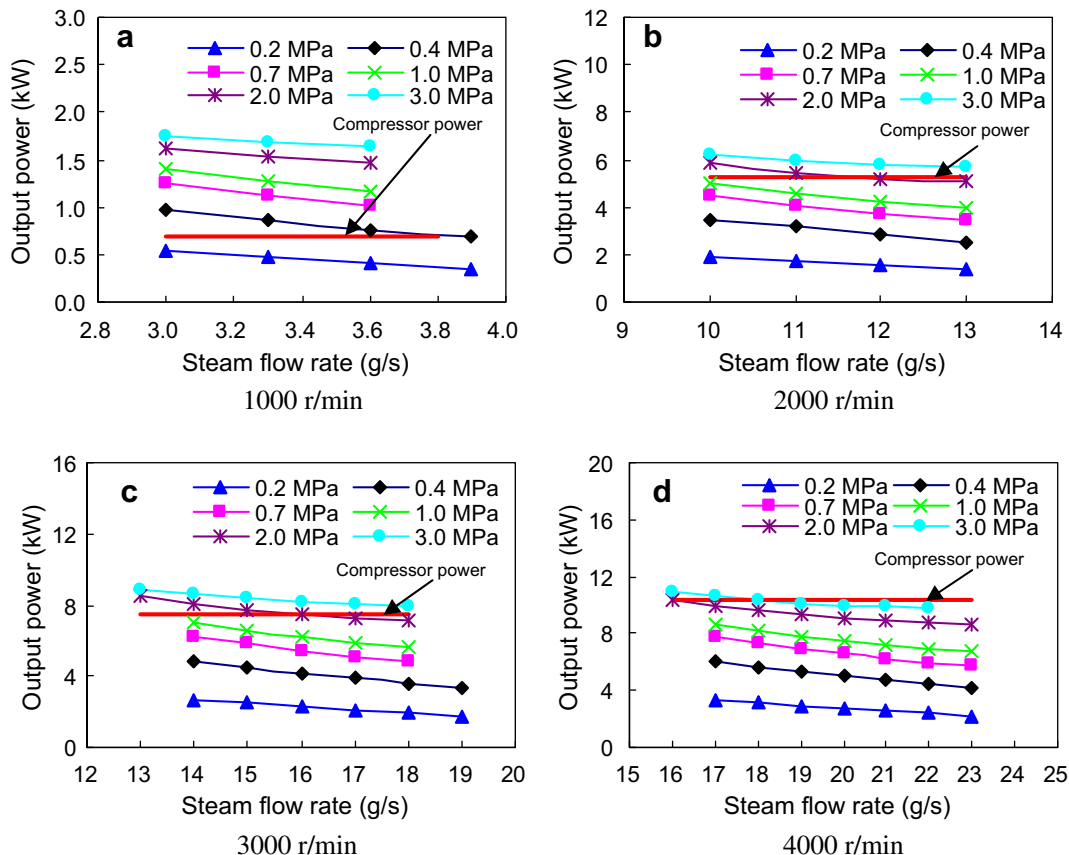 a
0.2 MPa 0.4 MPa
0.7 MPa 1.0 MPa
2.0 MPa 3.0 MPa
Compressor power
Output power (kW)
3.0
2.5
2.0
1.5
1.0
0.5
0.0
2.8 3.0 3.2 3.4 3.6 3.8 4.0
Steam flow rate (g/s)
1000 r/min
b
0.2 MPa 0.4 MPa
0.7 MPa 1.0 MPa
2.0 MPa 3.0 MPa
Compressor power
Output power (kW)
12
10
8
6
4
2
0
9 10 11 12 13 14
Steam flow rate (g/s)
2000 r/min
c
0.2 MPa 0.4 MPa
0.7 MPa 1.0 MPa
2.0 MPa 3.0 MPa
Compressor power
Output power (kW)
16
12
8
4
0
12 13 14 15 16 17 18 19 20
Steam flow rate (g/s)
3000 r/min
d
0.2 MPa 0.4 MPa
0.7 MPa 1.0 MPa
2.0 MPa 3.0 MPa
Compressor power
Output power (kW)
20
16
12
8
4
0
15 16 17 18 19 20 21 22 23 24 25
Steam flow rate (g/s)
4000 r/min